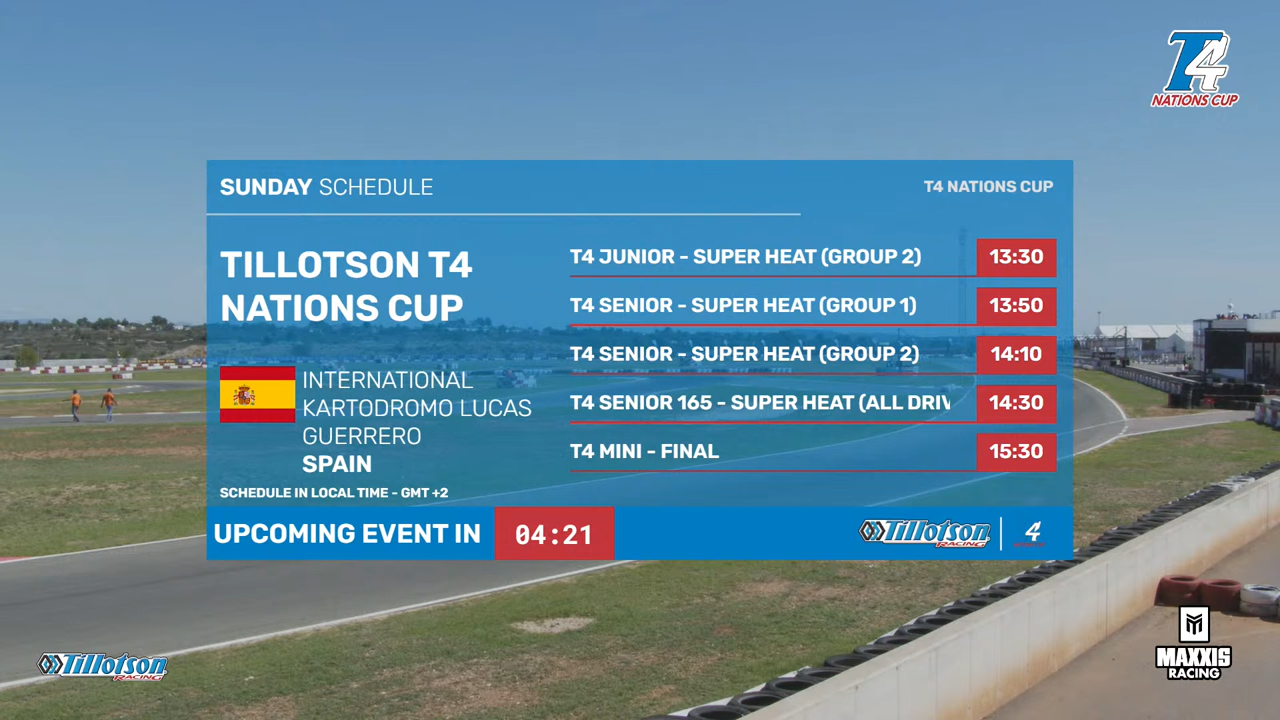 T4
NATIONS CUP
SUNDAY SCHEDULE
T4 NATIONS CUP
TILLOTSON T4
NATIONS CUP
INTERNATIONAL
KARTODROMO LUCAS
GUERRERO
SPAIN
SCHEDULE IN LOCAL TIME - GMT +2
T4 JUNIOR - SUPER HEAT (GROUP 2) 13:30
T4 SENIOR - SUPER HEAT (GROUP 1) 13:50
T4 SENIOR - SUPER HEAT (GROUP 2) 14:10
T4 SENIOR 165 - SUPER HEAT (ALL DRIV 14:30
T4 MINI - FINAL 15:30
UPCOMING EVENT IN 04:21
Tillotson
RACING
4
Tillotson
RACING
MAXXIS
RACING